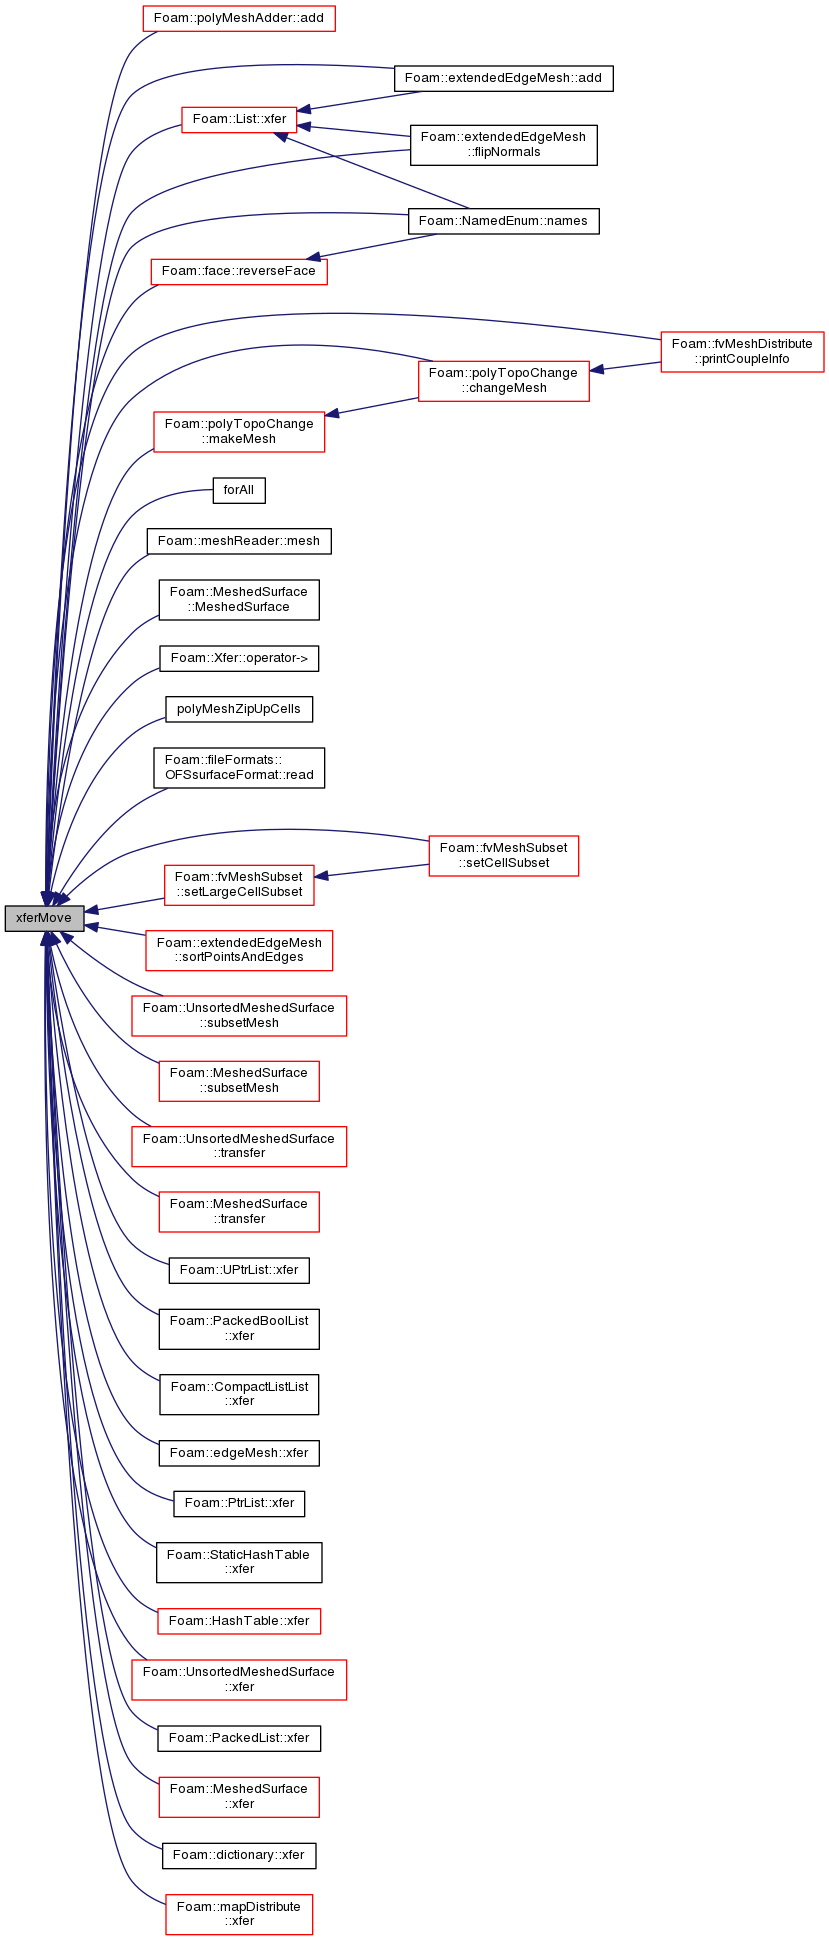 Foam::polyMeshAdder::add
Foam::extendedEdgeMesh::add
Foam::List::xfer
Foam::extendedEdgeMesh
::flipNormals
Foam::NamedEnum::names
Foam::face::reverseFace
Foam::fvMeshDistribute
::printCoupleInfo
Foam::polyTopoChange
::changeMesh
Foam::polyTopoChange
::makeMesh
forAll
Foam::meshReader::mesh
Foam::MeshedSurface
::MeshedSurface
Foam::Xfer::operator->
polyMeshZipUpCells
Foam::fileFormats::
OFSsurfaceFormat::read
Foam::fvMeshSubset
::setCellSubset
Foam::fvMeshSubset
::setLargeCellSubset
xferMove
Foam::extendedEdgeMesh
::sortPointsAndEdges
Foam::UnsortedMeshedSurface
::subsetMesh
Foam::MeshedSurface
::subsetMesh
Foam::UnsortedMeshedSurface
::transfer
Foam::MeshedSurface
::transfer
Foam::UPtrList::xfer
Foam::PackedBoolList
::xfer
Foam::CompactListList
::xfer
Foam::edgeMesh::xfer
Foam::PtrList::xfer
Foam::StaticHashTable
::xfer
Foam::HashTable::xfer
Foam::UnsortedMeshedSurface
::xfer
Foam::PackedList::xfer
Foam::MeshedSurface
::xfer
Foam::dictionary::xfer
Foam::mapDistribute
::xfer